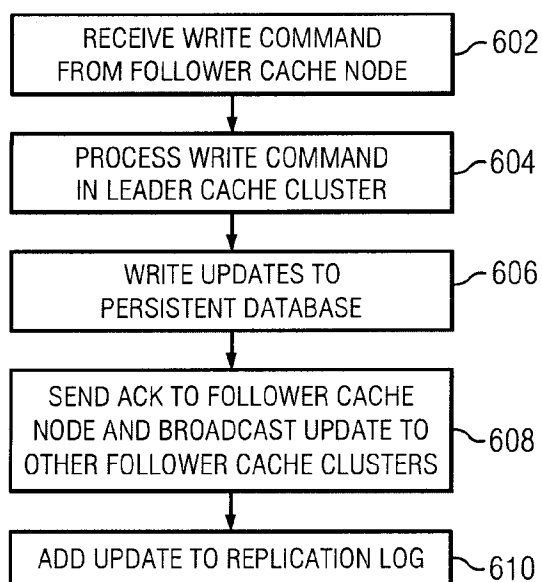 RECEIVE WRITE COMMAND
FROM FOLLOWER CACHE NODE
602
PROCESS WRITE COMMAND
IN LEADER CACHE CLUSTER
604
WRITE UPDATES TO
PERSISTENT DATABASE
606
SEND ACK TO FOLLOWER CACHE
NODE AND BROADCAST UPDATE TO
OTHER FOLLOWER CACHE CLUSTERS
608
ADD UPDATE TO REPLICATION LOG
610